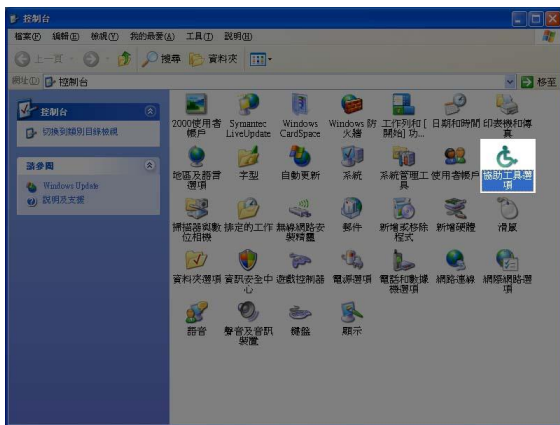 控制台
檔案(F) 編輯(E) 檢視(V) 我的最愛(A) 工具(T) 說明(H)
上一頁 搜尋 資料夾
網址(D) 控制台 移至
控制台
切換到類別目錄檢視
請參閱
Windows Update
說明及支援
2000使用者 Symantec Windows Windows 防 工作列和 [ 日期和時間 印表機和傳
帳戶 LiveUpdate CardSpace 火牆 開始] 功... 真
地區及語言 字型 自動更新 系統 系統管理工 使用者帳戶 協助工具選
選項 具 項
掃描器與數 排定的工作 無線網路安 郵件 新增或移除 新增硬體 滑鼠
位相機 裝精靈 程式
資料夾選項 資訊安全中 遊戲控制器 電源選項 電話和數據 網路連線 網際網路選
心 機選項 項
語音 聲音及音訊 鍵盤 顯示
裝置